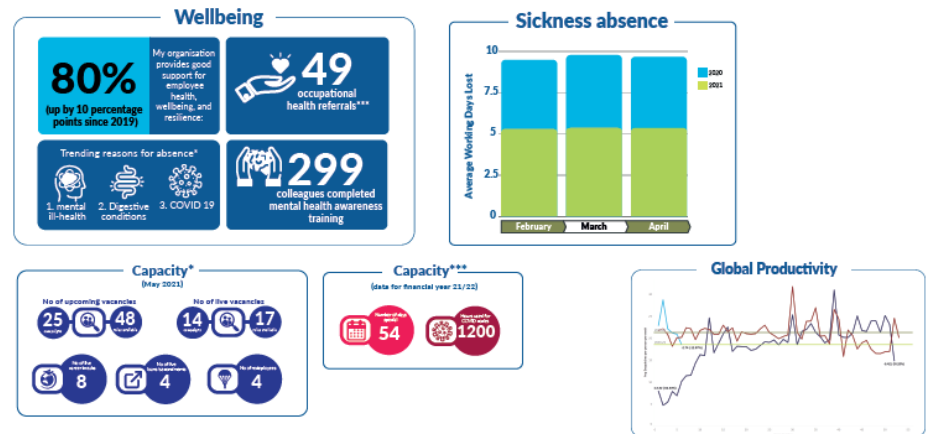 Wellbeing
80%
(up by 10 percentage
points since 2019)
My organisation
provides good
support for
employee
health,
wellbeing, and
resilience:
49
occupational
health referrals***
Trending reasons for absence*
1. mental
ill-health
2. Digestive
conditions
3. COVID 19
299
colleagues completed
mental health awareness
training
Sickness absence
Average Working Days Lost
10
7.5
5
2.5
0
February
March
April
2020
2021
Capacity*
(May 2021)
No of upcoming vacancies
25
48
No of live vacancies
14
17
8
4
4
Capacity***
(data for financial year 21/22)
54
1200
Global Productivity